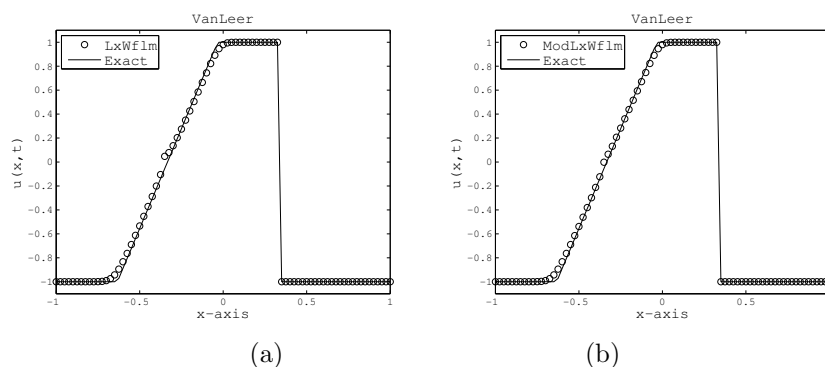 VanLeer
LxWflm
Exact
u(x,t)
1
0.8
0.6
0.4
0.2
0
-0.2
-0.4
-0.6
-0.8
-1
-1 -0.5 0 0.5 1
x-axis
(a)
VanLeer
ModLxWflm
Exact
u(x,t)
1
0.8
0.6
0.4
0.2
0
-0.2
-0.4
-0.6
-0.8
-1
-1 -0.5 0 0.5
x-axis
(b)